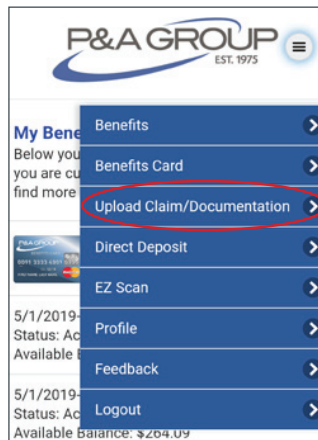 P&A GROUP
EST. 1975
My Bene
Below you
you are cu
find more
Benefits
Benefits Card
Upload Claim/Documentation
Direct Deposit
EZ Scan
Profile
Feedback
Logout
P&A GROUP
5/1/2019-
Status: Ac
Available B
5/1/2019-
Status: Ac
Available Balance: $264.09